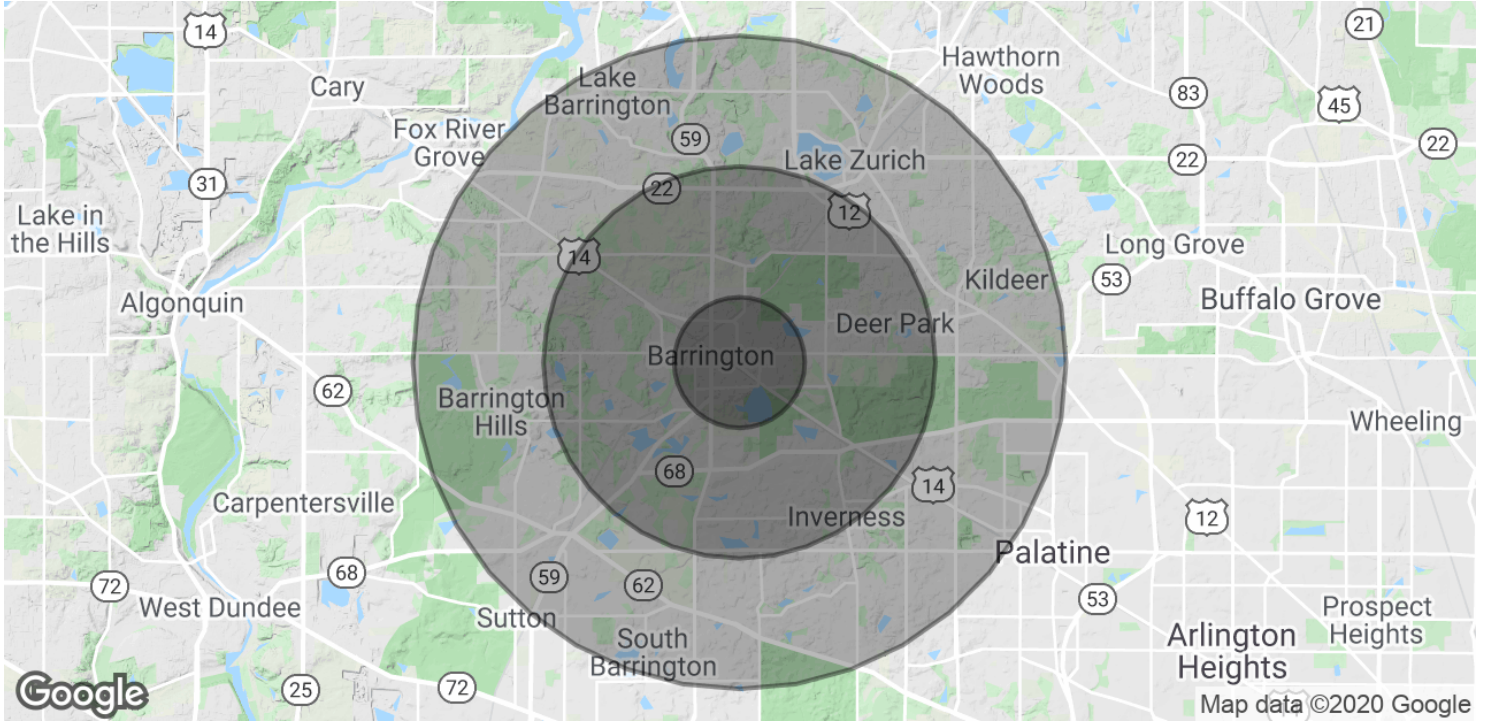 21
14
Hawthorn
Woods
Lake
Barrington
Cary
83
45
Fox River
Grove
59
22
22
Lake Zurich
31
22
12
Lake in
the Hills
14
Long Grove
53
Kildeer
Algonquin
Buffalo Grove
Deer Park
Barrington
62
Barrington
Hills
Wheeling
68
14
Carpentersville
Inverness
12
Palatine
72
68
59
62
53
West Dundee
Sutton
Prospect
Heights
South
Barrington
Arlington
Heights
25
72
Google
Map data ©2020 Google